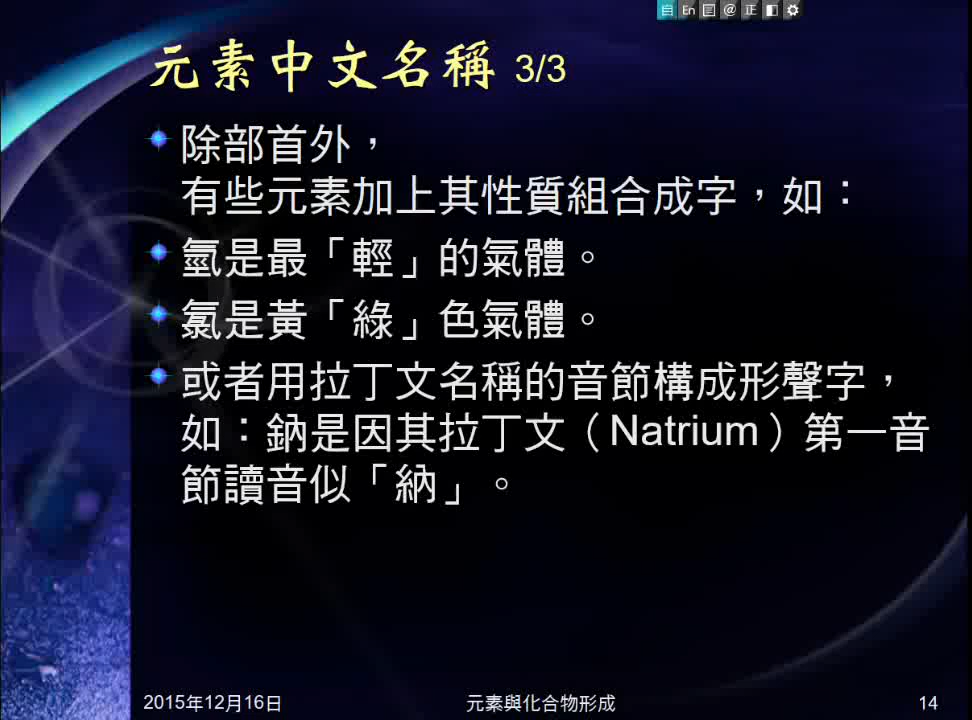 自 En @ 正
元素中文名稱 3/3
除部首外，
有些元素加上其性質組合成字，如：
氫是最「輕」的氣體。
氯是黃「綠」色氣體。
或者用拉丁文名稱的音節構成形聲字，
如：鈉是因其拉丁文（Natrium）第一音
節讀音似「納」。
2015年12月16日
元素與化合物形成
14